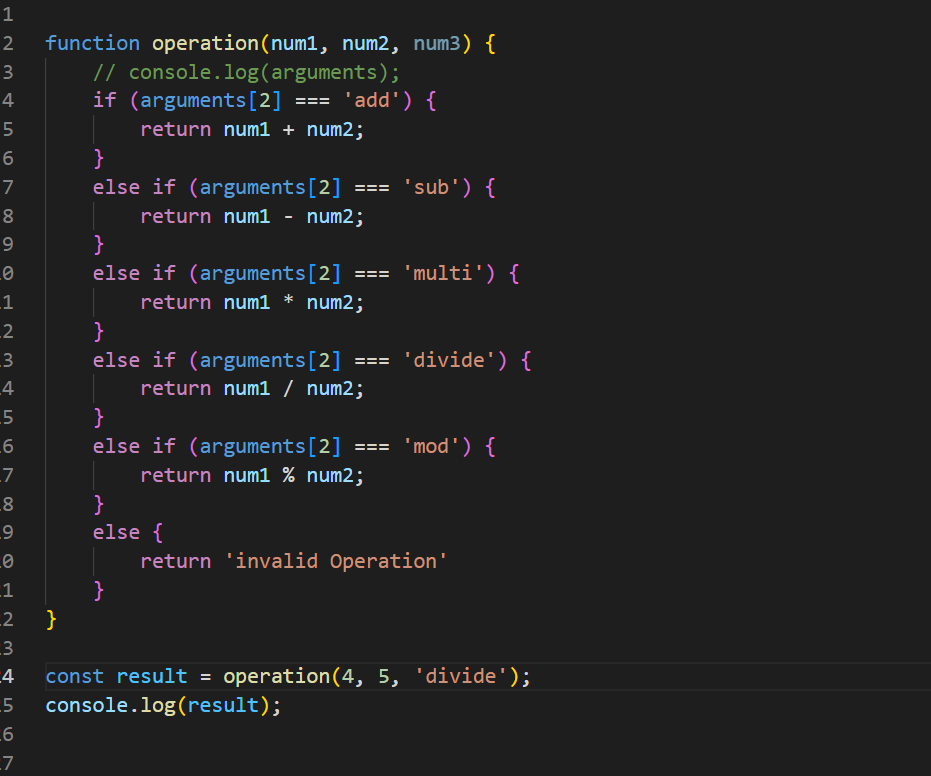 1
2 function operation(num1, num2, num3) {
3 // console.log(arguments);
4 if (arguments[2] === 'add') {
5 return num1 + num2;
6 }
7 else if (arguments[2] === 'sub') {
8 return num1 - num2;
9 }
0 else if (arguments[2] === 'multi') {
1 return num1 * num2;
2 }
3 else if (arguments[2] === 'divide') {
4 return num1 / num2;
5 }
6 else if (arguments[2] === 'mod') {
7 return num1 % num2;
8 }
9 else {
0 return 'invalid Operation'
1 }
2 }
3
4 const result = operation(4, 5, 'divide');
5 console.log(result);
6
7